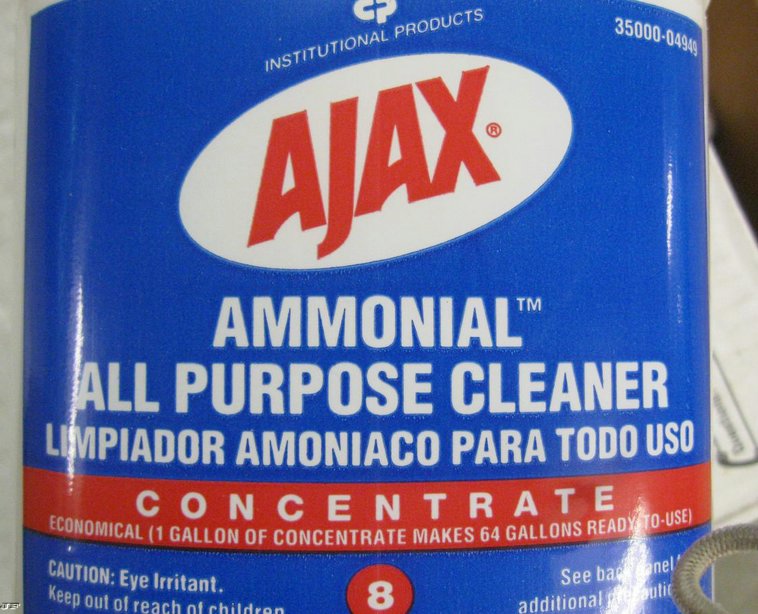 CP
INSTITUTIONAL PRODUCTS
35000-04949
AJAX®
AMMONIAL™
ALL PURPOSE CLEANER
LIMPIADOR AMONIACO PARA TODO USO
CONCENTRATE
ECONOMICAL (1 GALLON OF CONCENTRATE MAKES 64 GALLONS READY-TO-USE)
CAUTION: Eye Irritant.
Keep out of reach of children
8
See
additional